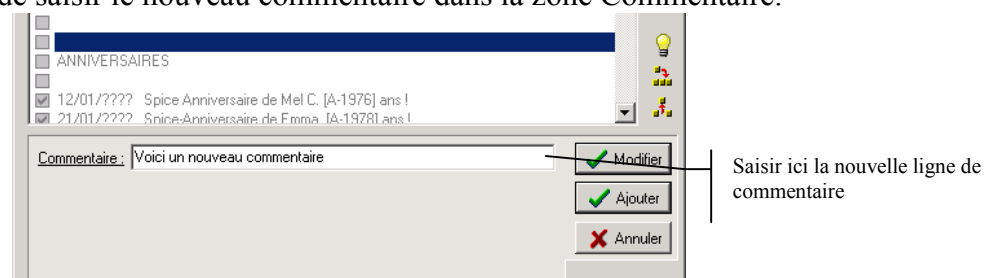 de saisir le nouveau commentaire dans la zone Commentaire.
ANNIVERSAIRES
12/01/???? Spice Anniversaire de Mel C. [A-1976] ans !
21/01/???? Spice-Anniversaire de Emma. [A-1978] ans !
Commentaire : Voici un nouveau commentaire
Modifier
Saisir ici la nouvelle ligne de
commentaire
Ajouter
Annuler